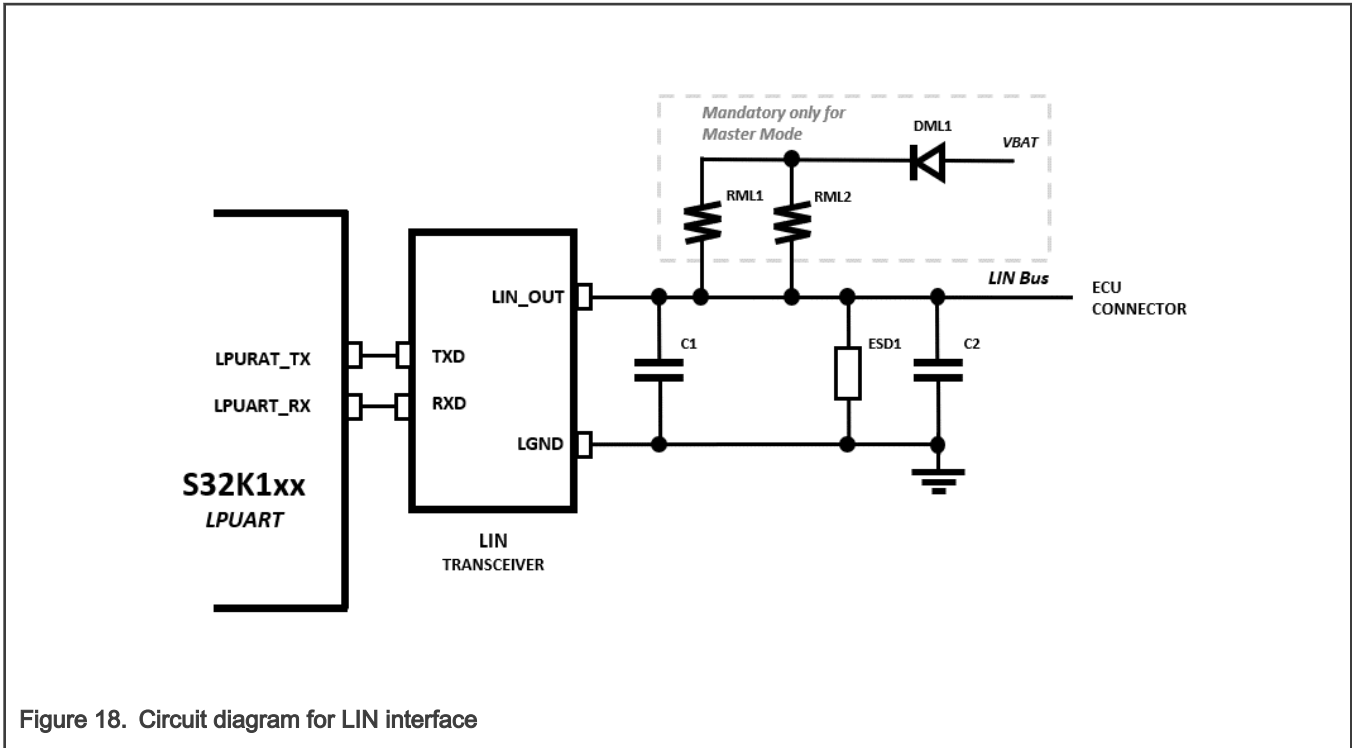 Mandatory only for
Master Mode
DML1
VBAT
RML1
RML2
LIN_OUT
LIN Bus
ECU
CONNECTOR
LPURAT_TX
TXD
C1
ESD1
C2
LPUART_RX
RXD
LGND
S32K1xx
LPUART
LIN
TRANSCEIVER
Figure 18. Circuit diagram for LIN interface